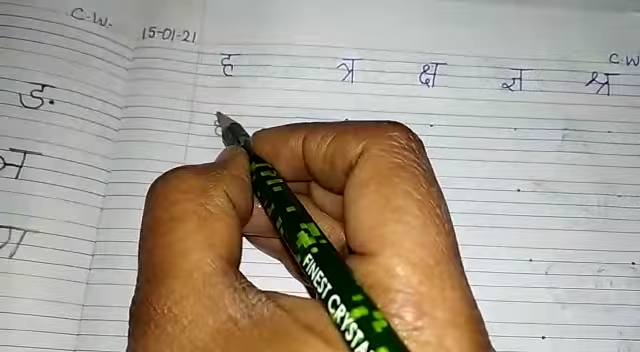 C.W. 15-01-21 C.W
ह त्र क्ष ज्ञ श्र
ङ.
ण
FINEST CRYSTA